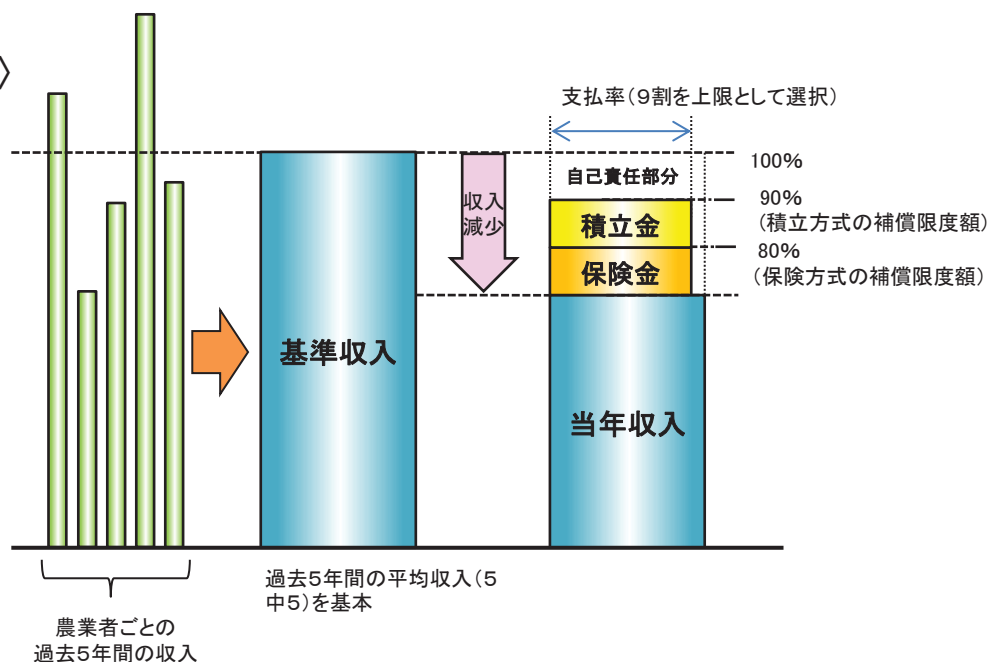 支払率(9割を上限として選択)
100%
自己責任部分
90%
(積立方式の補償限度額)
積立金
80%
(保険方式の補償限度額)
保険金
収入
減少
基準収入
当年収入
過去5年間の平均収入(5
中5)を基本
農業者ごとの
過去5年間の収入